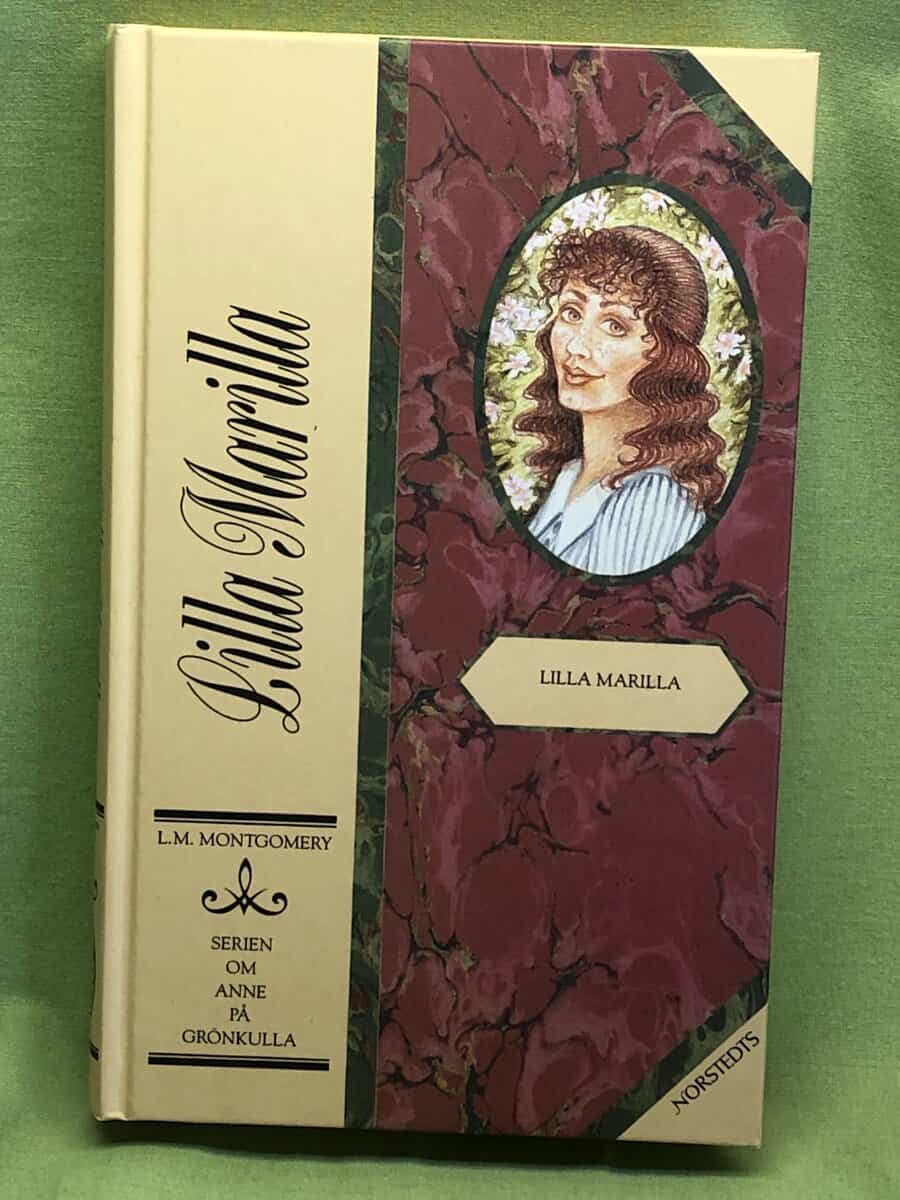 Lilla Marilla
L.M. MONTGOMERY
SERIEN
OM
ANNE
PÅ
GRÖNKULLA
LILLA MARILLA
NORSTEDTS